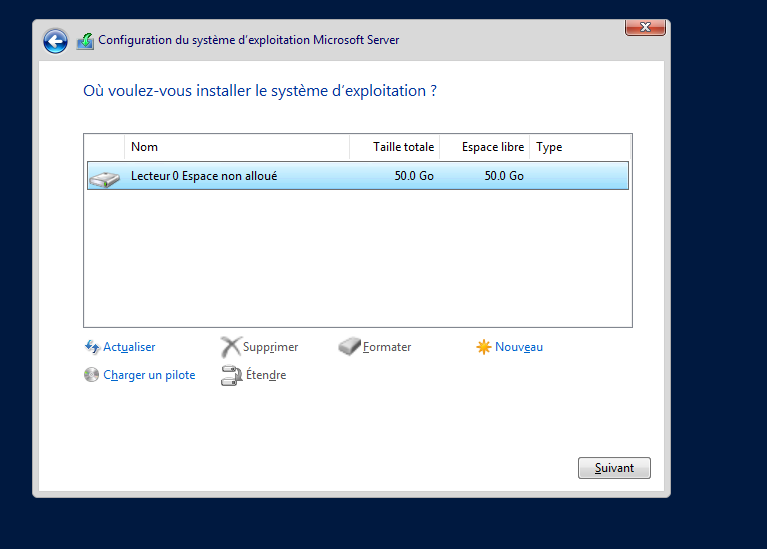 Configuration du système d'exploitation Microsoft Server
Où voulez-vous installer le système d'exploitation ?
Nom Taille totale Espace libre Type
Lecteur 0 Espace non alloué 50.0 Go 50.0 Go
Actualiser Supprimer Formater Nouveau
Charger un pilote Étendre
Suivant